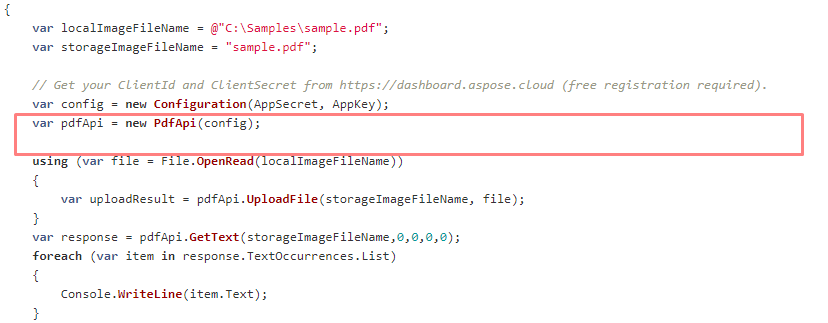 {
var localImageFileName = @"C:\Samples\sample.pdf";
var storageImageFileName = "sample.pdf";
// Get your ClientId and ClientSecret from https://dashboard.aspose.cloud (free registration required).
var config = new Configuration(AppSecret, AppKey);
var pdfApi = new PdfApi(config);
using (var file = File.OpenRead(localImageFileName))
{
var uploadResult = pdfApi.UploadFile(storageImageFileName, file);
}
var response = pdfApi.GetText(storageImageFileName,0,0,0,0);
foreach (var item in response.TextOccurrences.List)
{
Console.WriteLine(item.Text);
}